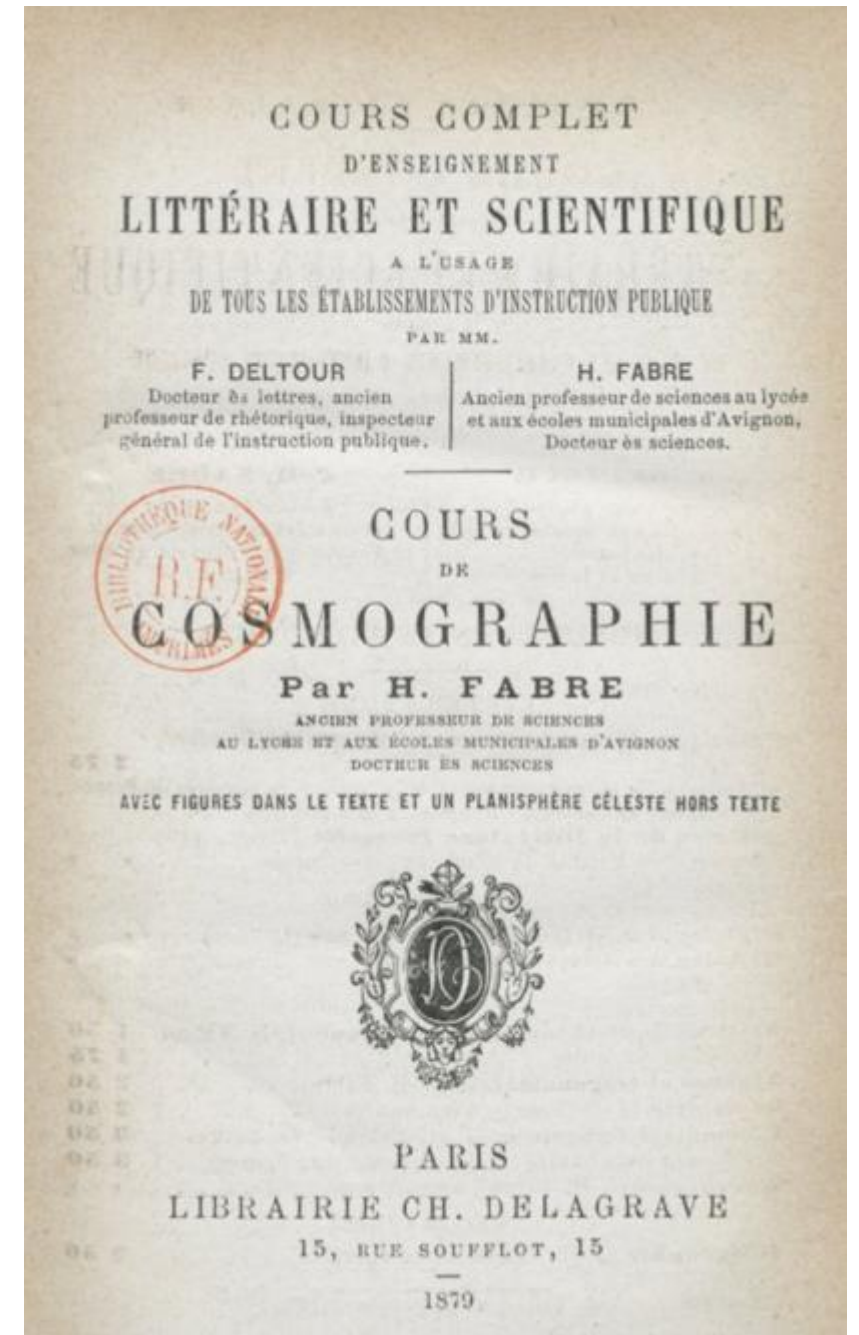 COURS COMPLET
D'ENSEIGNEMENT
LITTÉRAIRE ET SCIENTIFIQUE
A L'USAGE
DE TOUS LES ÉTABLISSEMENTS D'INSTRUCTION PUBLIQUE
PAR MM.
F. DELTOUR
Docteur ès lettres, ancien
professeur de rhétorique, inspecteur
général de l'instruction publique.
H. FABRE
Ancien professeur de sciences au lycée
et aux écoles municipales d'Avignon,
Docteur ès sciences.
COURS
DE
COSMOGRAPHIE
Par H. FABRE
ANCIEN PROFESSEUR DE SCIENCES
AU LYCÉE ET AUX ÉCOLES MUNICIPALES D'AVIGNON
DOCTEUR ÈS SCIENCES
AVEC FIGURES DANS LE TEXTE ET UN PLANISPHÈRE CÉLESTE HORS TEXTE
BIBLIOTHÈQUE NATIONALE
R.F.
IMPRIMÉS
PARIS
LIBRAIRIE CH. DELAGRAVE
15, RUE SOUFFLOT, 15
1879